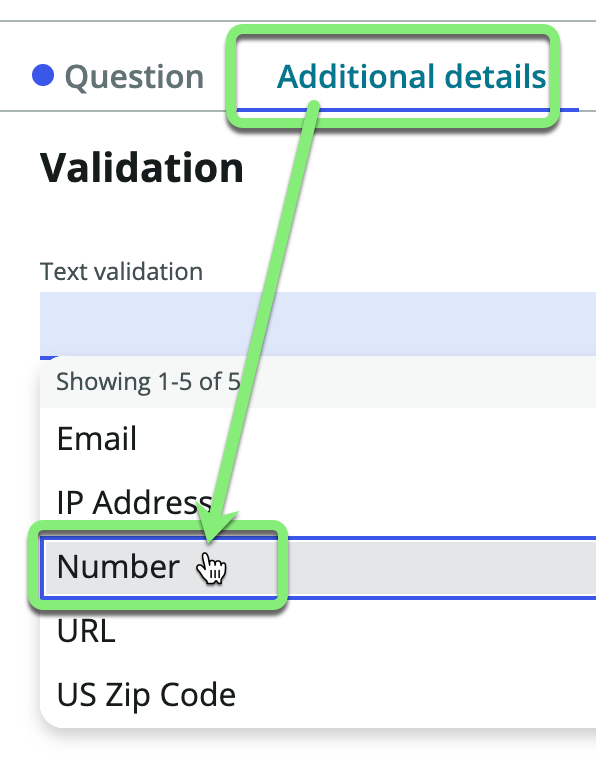 Question Additional details
Validation
Text validation
Showing 1-5 of 5
Email
IP Address
Number
URL
US Zip Code